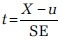 t = X − u / SE